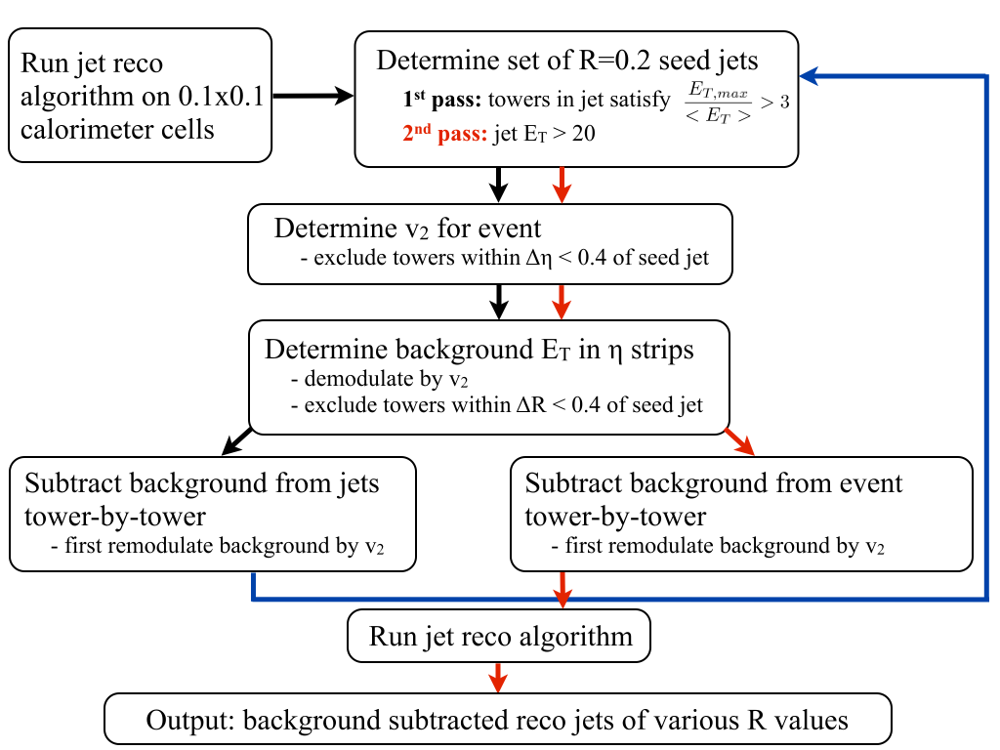 Run jet reco
algorithm on 0.1x0.1
calorimeter cells
Determine set of R=0.2 seed jets
1st pass: towers in jet satisfy E_{T,max} / < E_T > > 3
2nd pass: jet E_T > 20
Determine v₂ for event
- exclude towers within Δη < 0.4 of seed jet
Determine background E_T in η strips
- demodulate by v₂
- exclude towers within ΔR < 0.4 of seed jet
Subtract background from jets
tower-by-tower
- first remodulate background by v₂
Subtract background from event
tower-by-tower
- first remodulate background by v₂
Run jet reco algorithm
Output: background subtracted reco jets of various R values